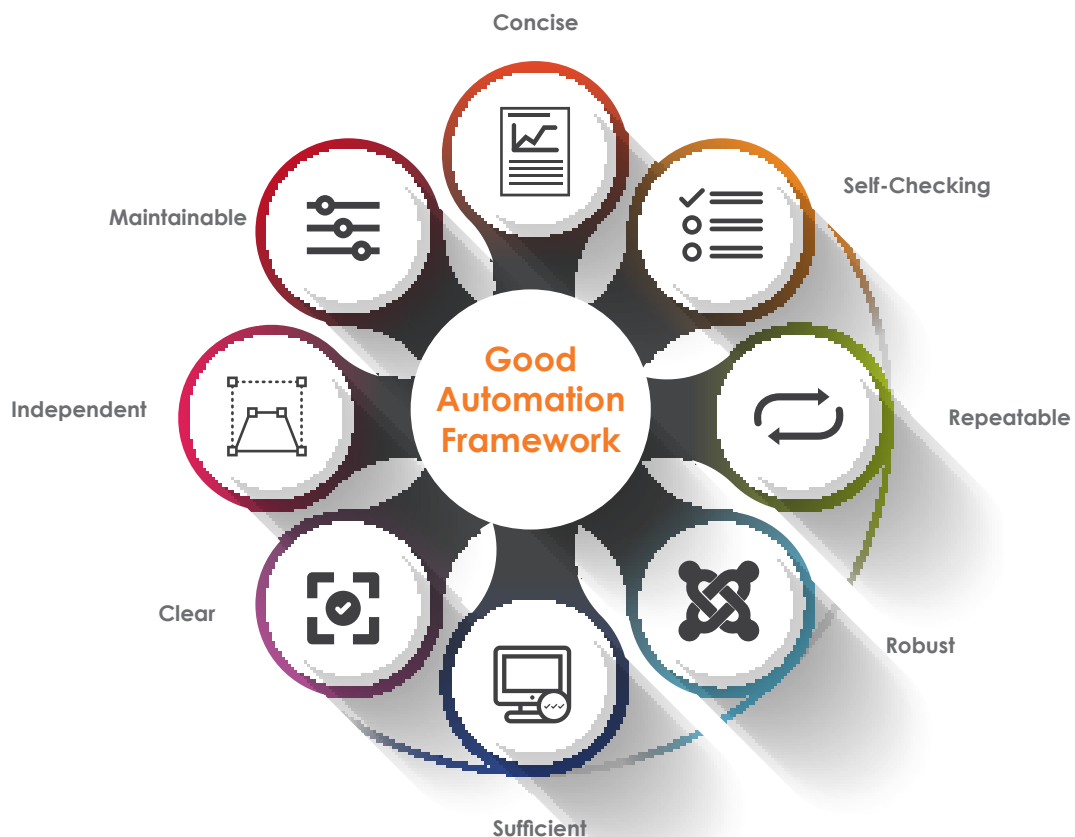 Concise
Self-Checking
Maintainable
Good
Automation
Framework
Independent
Repeatable
Clear
Robust
Sufficient